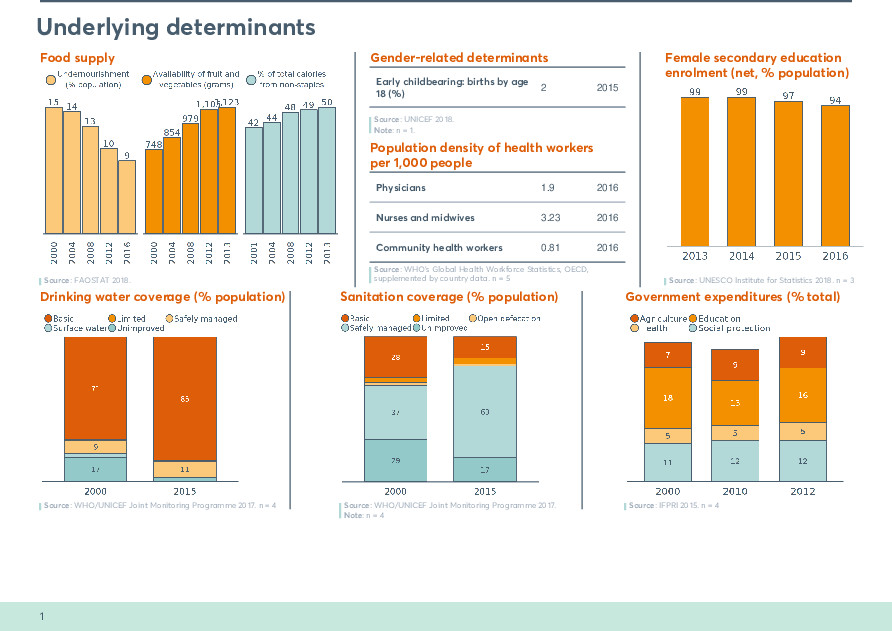 Underlying determinants
Food supply
Undernourishment (% population)
Availability of fruit and vegetables (grams)
% of total calories from non-staples
15 14 13 10 9
748 854 979 1,105 1,123
42 44 48 49 50
2000 2004 2008 2012 2016
2000 2004 2008 2012 2013
2001 2004 2008 2012 2013
Source: FAOSTAT 2018.
Gender-related determinants
Early childbearing: births by age 18 (%) 2 2015
Source: UNICEF 2018.
Note: n = 1.
Population density of health workers
per 1,000 people
Physicians 1.9 2016
Nurses and midwives 3.23 2016
Community health workers 0.81 2016
Source: WHO's Global Health Workforce Statistics, OECD,
supplemented by country data. n = 5
Female secondary education
enrolment (net, % population)
99 99 97 94
2013 2014 2015 2016
Source: UNESCO Institute for Statistics 2018. n = 3
Drinking water coverage (% population)
Basic Limited Safely managed
Surface water Unimproved
9
17
11
2000 2015
Source: WHO/UNICEF Joint Monitoring Programme 2017. n = 4
Sanitation coverage (% population)
Basic Limited Open defecation
Safely managed Unimproved
28 15
37
29 17
2000 2015
Source: WHO/UNICEF Joint Monitoring Programme 2017.
Note: n = 4
Government expenditures (% total)
Agriculture Education
Health Social protection
7 9
18 13 16
5 5
11 12 12
2000 2010 2012
Source: IFPRI 2015. n = 4
1